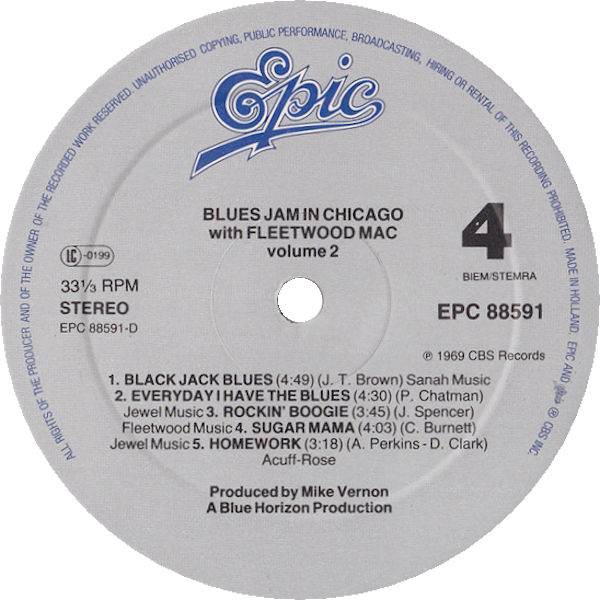 ALL RIGHTS OF THE PRODUCER AND OF THE OWNER OF THE RECORDED WORK RESERVED. UNAUTHORISED COPYING, PUBLIC PERFORMANCE, BROADCASTING, HIRING OR RENTAL OF THIS RECORDING PROHIBITED. MADE IN HOLLAND. EPIC AND Epic ® CBS INC.
Epic
BLUES JAM IN CHICAGO
with FLEETWOOD MAC
volume 2
4
BIEM/STEMRA
LC -0199
33⅓ RPM
STEREO
EPC 88591-D
EPC 88591
℗ 1969 CBS Records
1. BLACK JACK BLUES (4:49) (J. T. Brown) Sanah Music
2. EVERYDAY I HAVE THE BLUES (4:30) (P. Chatman)
Jewel Music 3. ROCKIN' BOOGIE (3:45) (J. Spencer)
Fleetwood Music 4. SUGAR MAMA (4:03) (C. Burnett)
Jewel Music 5. HOMEWORK (3:18) (A. Perkins - D. Clark)
Acuff-Rose
Produced by Mike Vernon
A Blue Horizon Production